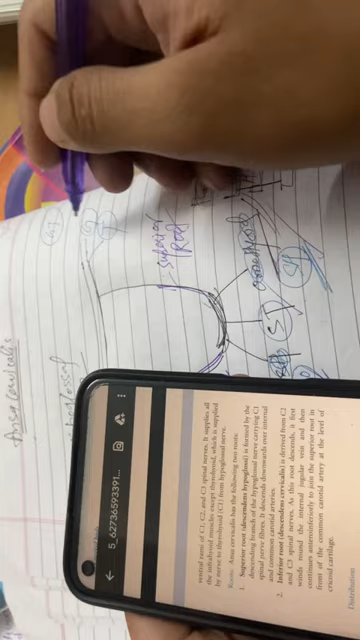 Ansa cervicalis
C1
superior
root
omohyoid
SH
ST
5_62736593391...
ventral rami of C1, C2, and C3 spinal nerves. It supplies all
the infrahyoid muscles except thyrohyoid, which is supplied
by nerve to thyrohyoid (C1) from hypoglossal nerve.
Roots: Ansa cervicalis has the following two roots:
1. Superior root (descendens hypoglossi) is formed by the
descending branch of the hypoglossal nerve carrying C1
spinal nerve fibres. It descends downwards over internal
and common carotid arteries.
2. Inferior root (descendens cervicalis) is derived from C2
and C3 spinal nerves. As this root descends, it first
winds round the internal jugular vein and then
continues anteroinferiorly to join the superior root in
front of the common carotid artery at the level of
cricoid cartilage.
Distribution